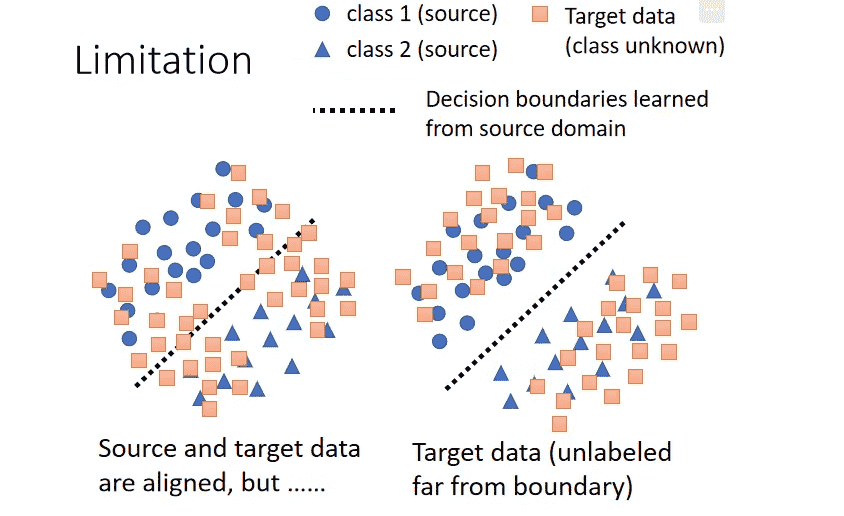 Limitation
class 1 (source)
class 2 (source)
Target data
(class unknown)
Decision boundaries learned
from source domain
Source and target data
are aligned, but ......
Target data (unlabeled
far from boundary)